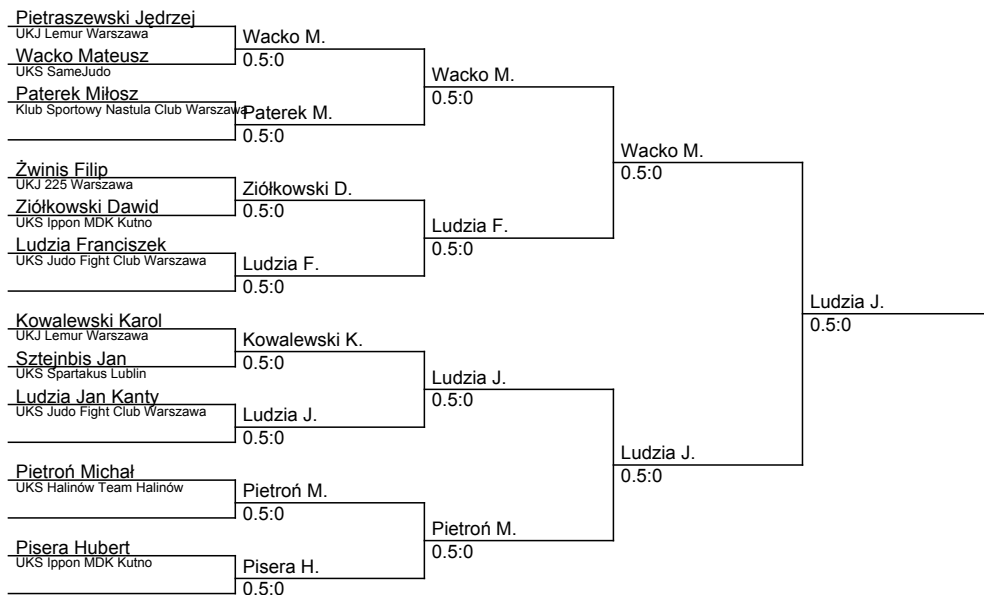 Pietraszewski Jędrzej
UKJ Lemur Warszawa
Wacko Mateusz
UKS SameJudo
Paterek Miłosz
Klub Sportowy Nastula Club Warszawa
Żwinis Filip
UKJ 225 Warszawa
Ziółkowski Dawid
UKS Ippon MDK Kutno
Ludzia Franciszek
UKS Judo Fight Club Warszawa
Kowalewski Karol
UKJ Lemur Warszawa
Sztejnbis Jan
UKS Spartakus Lublin
Ludzia Jan Kanty
UKS Judo Fight Club Warszawa
Pietroń Michał
UKS Halinów Team Halinów
Pisera Hubert
UKS Ippon MDK Kutno
Wacko M.
0.5:0
Paterek M.
0.5:0
Ziółkowski D.
0.5:0
Ludzia F.
0.5:0
Kowalewski K.
0.5:0
Ludzia J.
0.5:0
Pietroń M.
0.5:0
Pisera H.
0.5:0
Wacko M.
0.5:0
Ludzia F.
0.5:0
Ludzia J.
0.5:0
Pietroń M.
0.5:0
Wacko M.
0.5:0
Ludzia J.
0.5:0
Ludzia J.
0.5:0